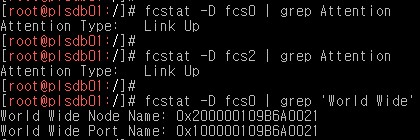 [root@plsdb01:/]# fcstat -D fcs0 | grep Attention
Attention Type:   Link Up
[root@plsdb01:/]#
[root@plsdb01:/]# fcstat -D fcs2 | grep Attention
Attention Type:   Link Up
[root@plsdb01:/]#
[root@plsdb01:/]# fcstat -D fcs0 | grep 'World Wide'
World Wide Node Name: 0x200000109B6A0021
World Wide Port Name: 0x100000109B6A0021